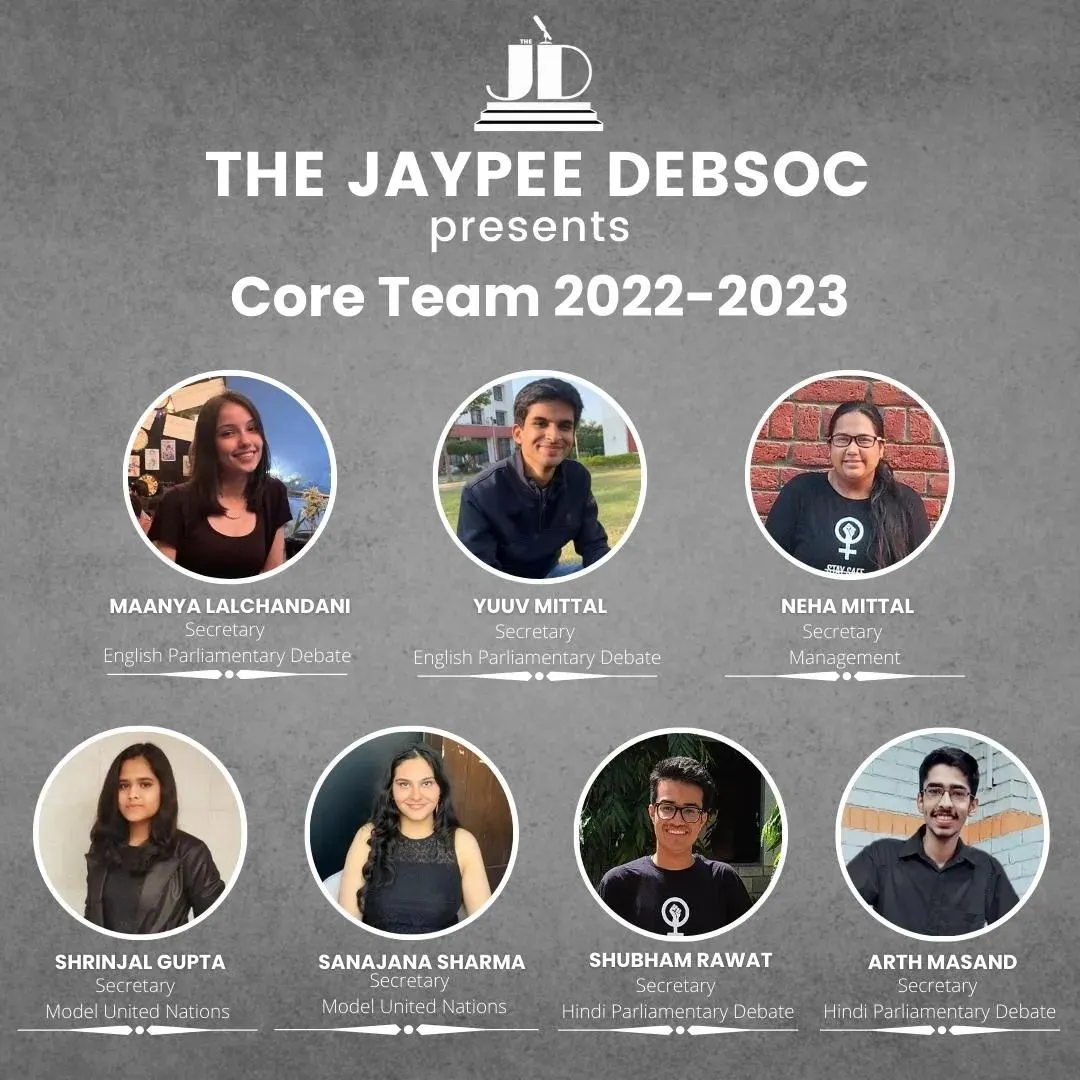 THE
JD
THE JAYPEE DEBSOC
presents
Core Team 2022-2023
STAY SAFE
MAANYA LALCHANDANI
Secretary
English Parliamentary Debate
YUUV MITTAL
Secretary
English Parliamentary Debate
NEHA MITTAL
Secretary
Management
SHRINJAL GUPTA
Secretary
Model United Nations
SANAJANA SHARMA
Secretary
Model United Nations
SHUBHAM RAWAT
Secretary
Hindi Parliamentary Debate
ARTH MASAND
Secretary
Hindi Parliamentary Debate